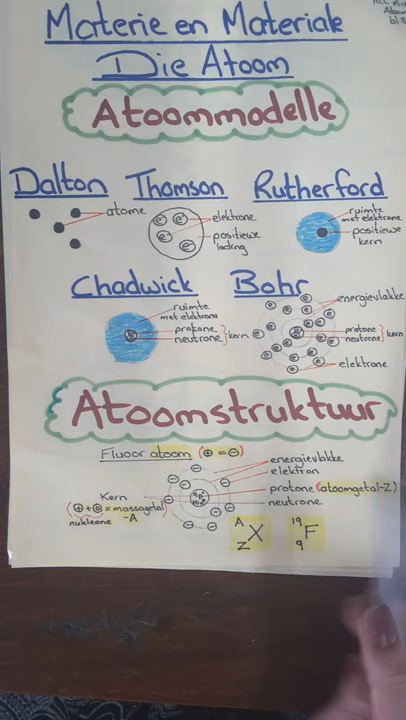 Materie en Materiale
Die Atoom
Atoommodelle
Dalton Thomson Rutherford
atome
e⁻ e⁻ e⁻ e⁻
elektrone
positiewe
lading
ruimte
met elektrone
positiewe
kern
Chadwick Bohr
ruimte
met elektrone
protone
neutrone } kern
energievlakke
protone
neutrone } kern
elektrone
Atoomstruktuur
Fluoor atoom (⊕ = ⊖)
energievlakke
elektron
Kern
protone (atoomgetal-Z)
neutrone
= massagetal
nukleone -A
A
Z X
19
9 F